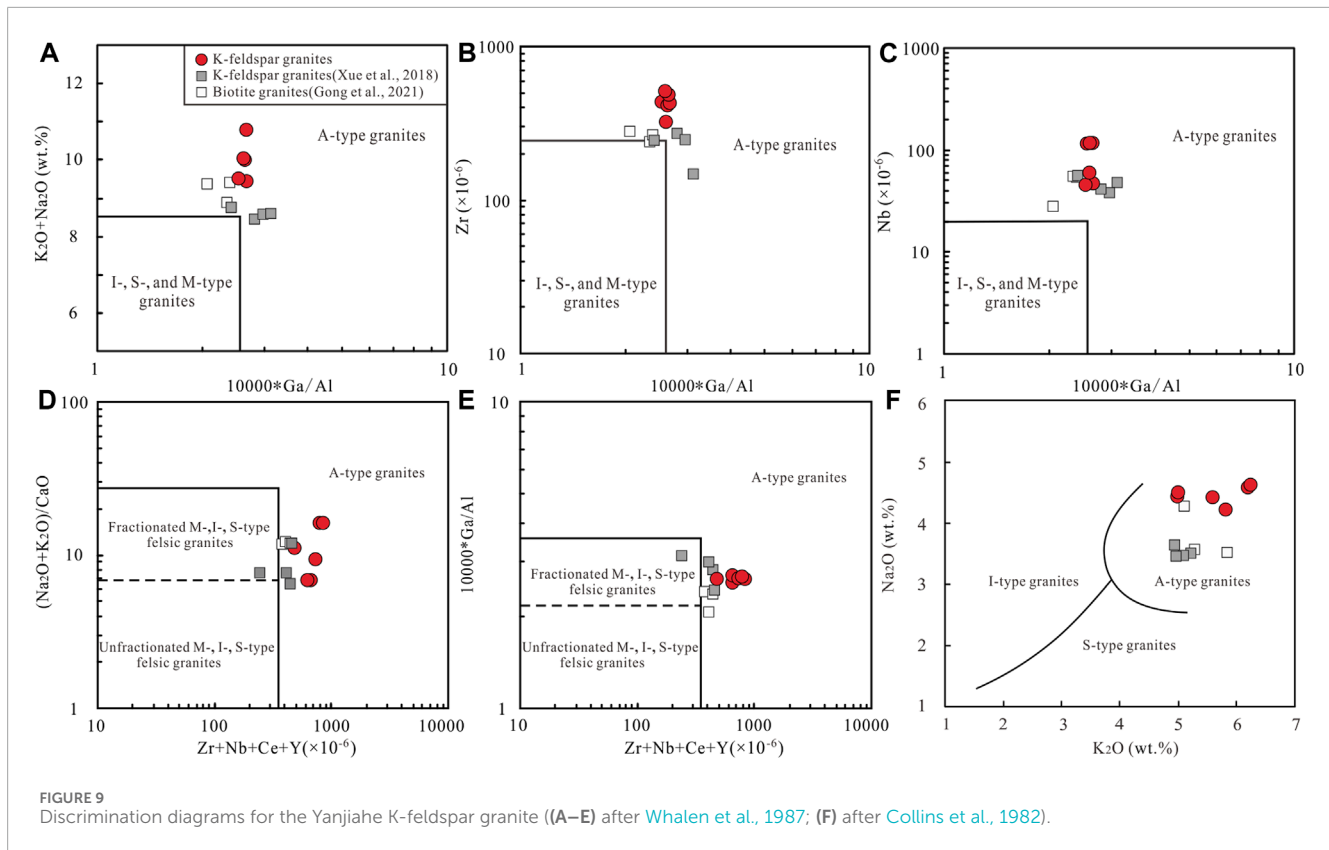 A
K-feldspar granites
K-feldspar granites(Xue et al., 2018)
Biotite granites(Gong et al., 2021)
A-type granites
I-, S-, and M-type
granites
K₂O+Na₂O (wt.%)
12
10
8
6
1
10
10000*Ga/Al
B
A-type granites
I-, S-, and M-type
granites
Zr (×10⁻⁶)
1000
100
10
1
10
10000*Ga/Al
C
A-type granites
I-, S-, and M-type
granites
Nb (×10⁻⁶)
1000
100
10
1
1
10
10000*Ga/Al
D
A-type granites
Fractionated M-,I-, S-type
felsic granites
Unfractionated M-, I-, S-type
felsic granites
(Na₂O+K₂O)/CaO
100
10
1
10
100
1000
10000
Zr+Nb+Ce+Y(×10⁻⁶)
E
A-type granites
Fractionated M-, I-, S-type
felsic granites
Unfractionated M-, I-, S-type
felsic granites
10000*Ga/Al
10
1
10
100
1000
10000
Zr+Nb+Ce+Y(×10⁻⁶)
F
I-type granites
A-type granites
S-type granites
Na₂O (wt.%)
6
5
4
3
2
1
1
2
3
4
5
6
7
K₂O (wt.%)
FIGURE 9
Discrimination diagrams for the Yanjiahe K-feldspar granite ((A–E) after Whalen et al., 1987; (F) after Collins et al., 1982).